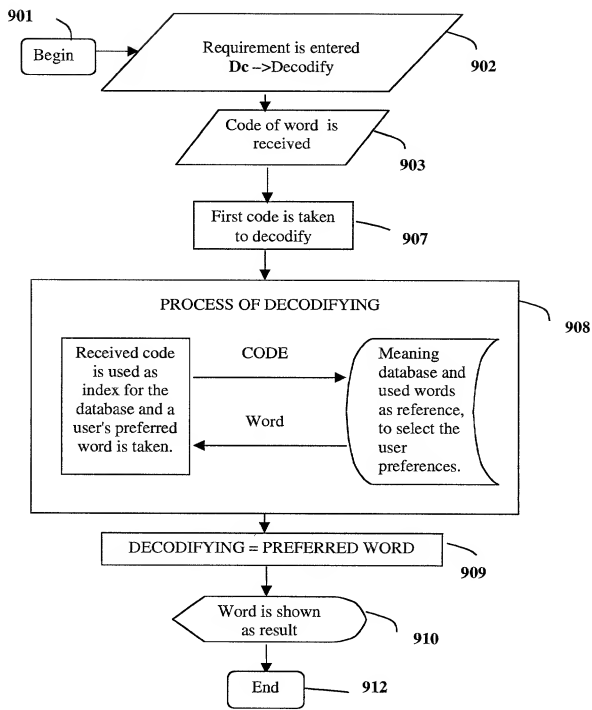 901
Begin
Requirement is entered
Dc -->Decodify
902
Code of word is
received
903
First code is taken
to decodify
907
PROCESS OF DECODIFYING
908
Received code
is used as
index for the
database and a
user's preferred
word is taken.
CODE
Word
Meaning
database and
used words
as reference,
to select the
user
preferences.
DECODIFYING = PREFERRED WORD
909
Word is shown
as result
910
End
912